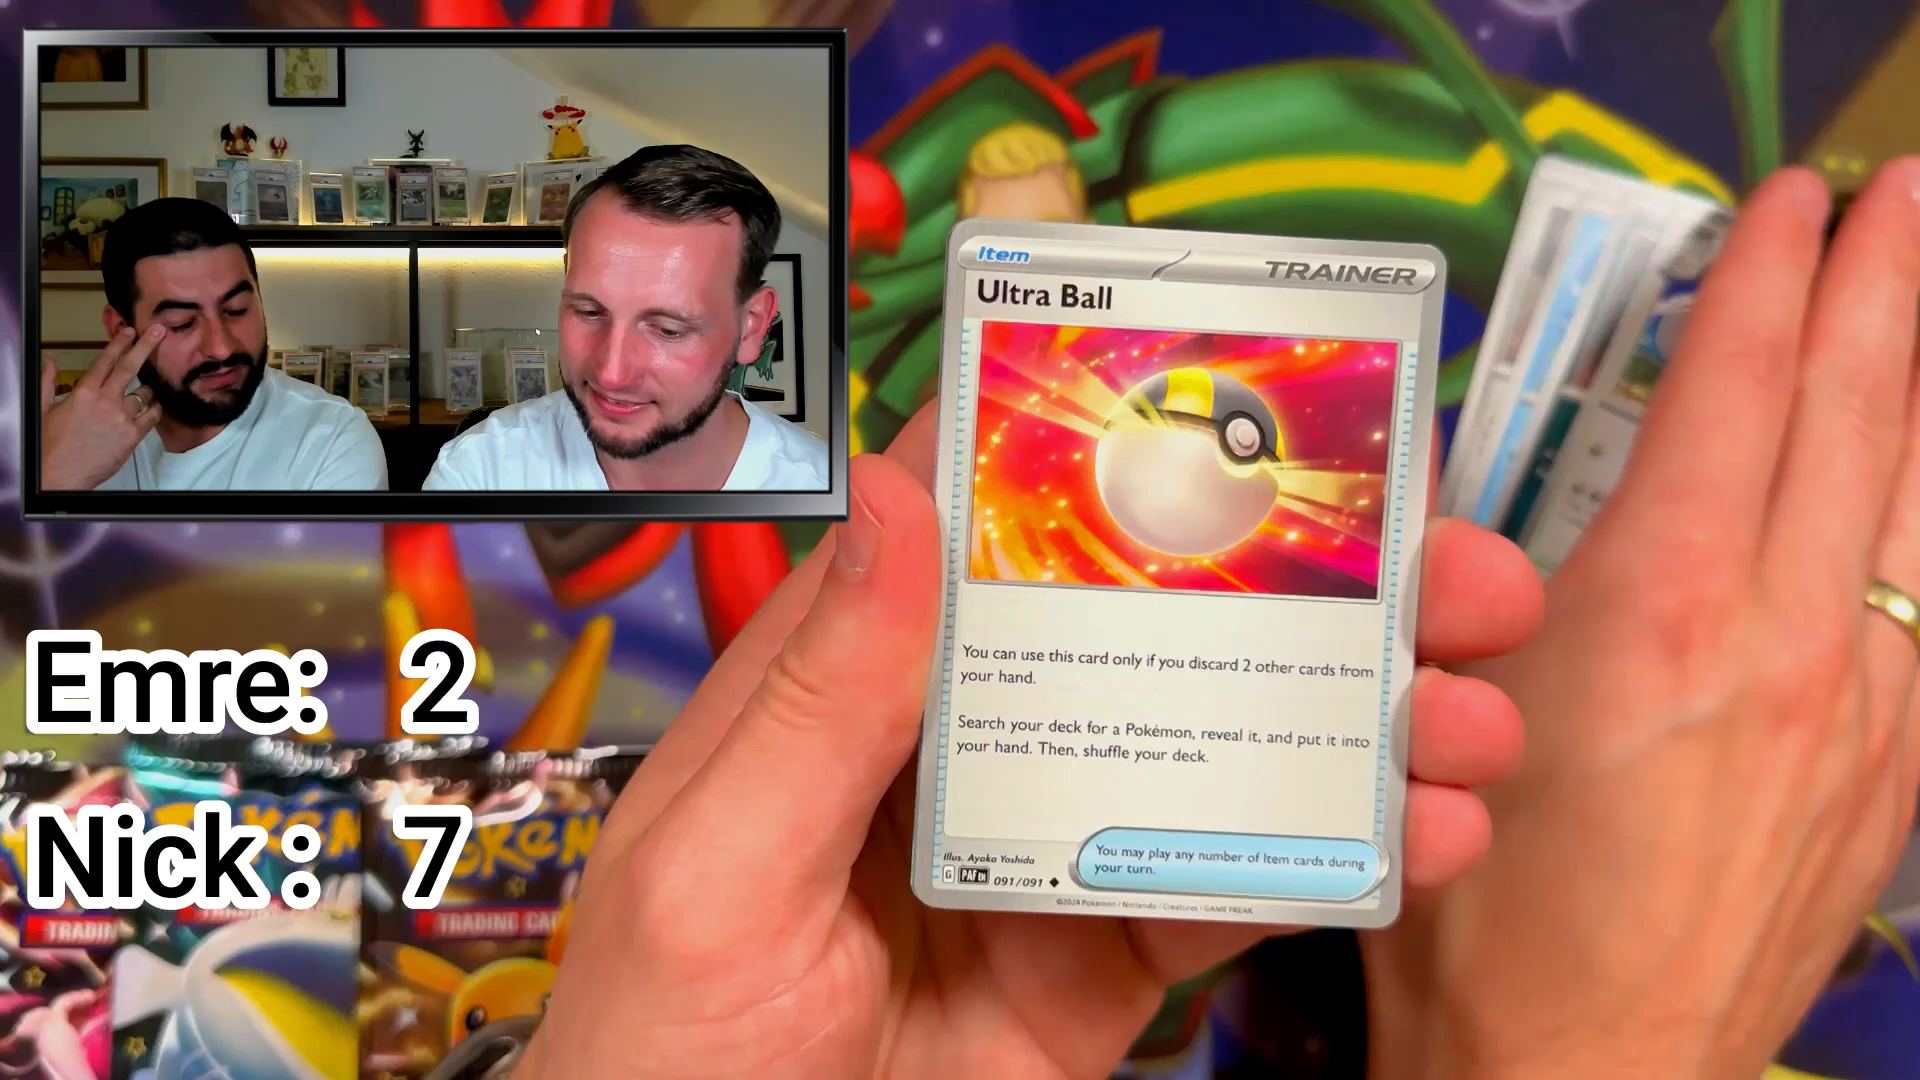 Item
TRAINER
Ultra Ball
You can use this card only if you discard 2 other cards from
your hand.
Search your deck for a Pokémon, reveal it, and put it into
your hand. Then, shuffle your deck.
You may play any number of Item cards during
your turn.
Illus. Ayaka Yoshida
G PAF EN 091/091
©2024 Pokémon / Nintendo / Creatures / GAME FREAK
Emre: 2
Nick: 7
TRADIN
TRADING CA